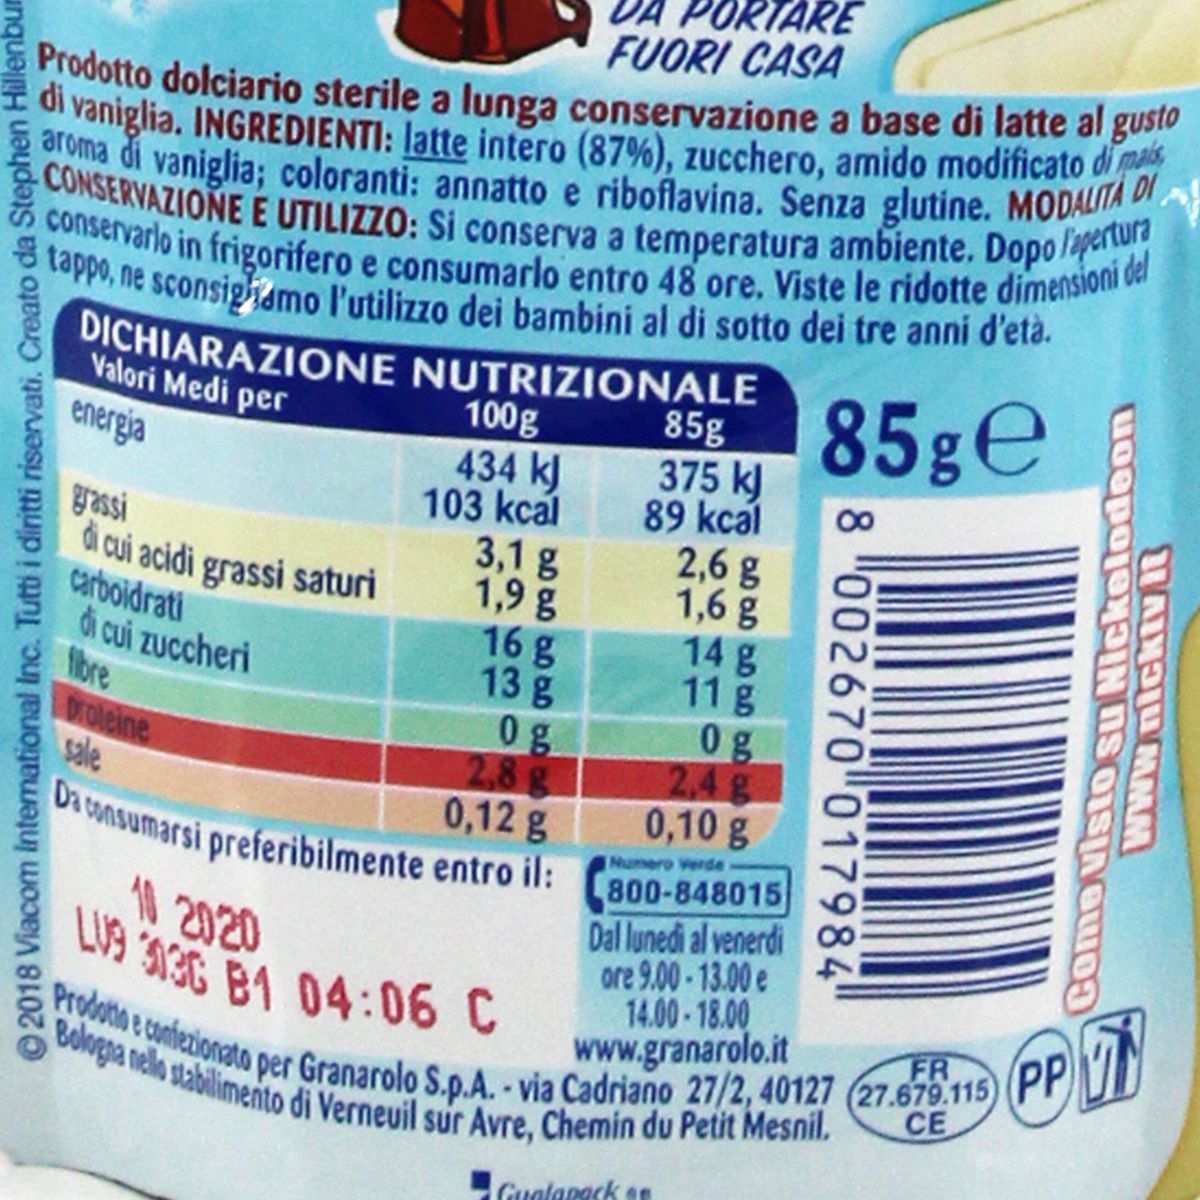 DA PORTARE
FUORI CASA
Prodotto dolciario sterile a lunga conservazione a base di latte al gusto
di vaniglia. INGREDIENTI: latte intero (87%), zucchero, amido modificato di mais,
aroma di vaniglia; coloranti: annatto e riboflavina. Senza glutine. MODALITÀ DI
CONSERVAZIONE E UTILIZZO: Si conserva a temperatura ambiente. Dopo l'apertura
conservarlo in frigorifero e consumarlo entro 48 ore. Viste le ridotte dimensioni del
tappo, ne sconsigliamo l'utilizzo dei bambini al di sotto dei tre anni d'età.
DICHIARAZIONE NUTRIZIONALE
Valori Medi per 100g 85g
energia 434 kJ 375 kJ
103 kcal 89 kcal
grassi 3,1 g 2,6 g
di cui acidi grassi saturi 1,9 g 1,6 g
carboidrati 16 g 14 g
di cui zuccheri 13 g 11 g
fibre 0 g 0 g
proteine 2,8 g 2,4 g
sale 0,12 g 0,10 g
85g e
8 002670 017984
Come visto su Nickelodeon
www.nicktv.it
Da consumarsi preferibilmente entro il:
10 2020
LV9 303G B1 04:06 C
Numero Verde
800-848015
Dal lunedì al venerdì
ore 9.00 - 13.00 e
14.00 - 18.00
www.granarolo.it
Prodotto e confezionato per Granarolo S.p.A. - via Cadriano 27/2, 40127
Bologna nello stabilimento di Verneuil sur Avre, Chemin du Petit Mesnil.
FR
27.679.115
CE
PP
Gualapack
© 2018 Viacom International Inc. Tutti i diritti riservati. Creato da Stephen Hillenbur